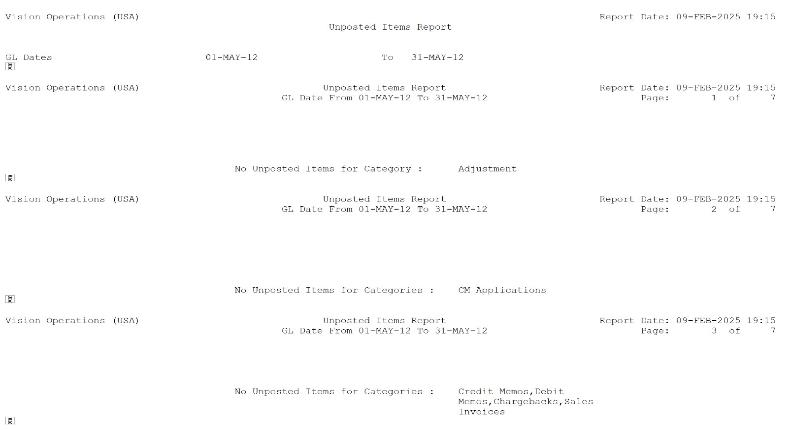 Vision Operations (USA) Report Date: 09-FEB-2025 19:15
Unposted Items Report
GL Dates 01-MAY-12 To 31-MAY-12
Vision Operations (USA) Unposted Items Report Report Date: 09-FEB-2025 19:15
GL Date From 01-MAY-12 To 31-MAY-12 Page: 1 of 7
No Unposted Items for Category : Adjustment
Vision Operations (USA) Unposted Items Report Report Date: 09-FEB-2025 19:15
GL Date From 01-MAY-12 To 31-MAY-12 Page: 2 of 7
No Unposted Items for Categories : CM Applications
Vision Operations (USA) Unposted Items Report Report Date: 09-FEB-2025 19:15
GL Date From 01-MAY-12 To 31-MAY-12 Page: 3 of 7
No Unposted Items for Categories : Credit Memos,Debit
Memos,Chargebacks,Sales
Invoices